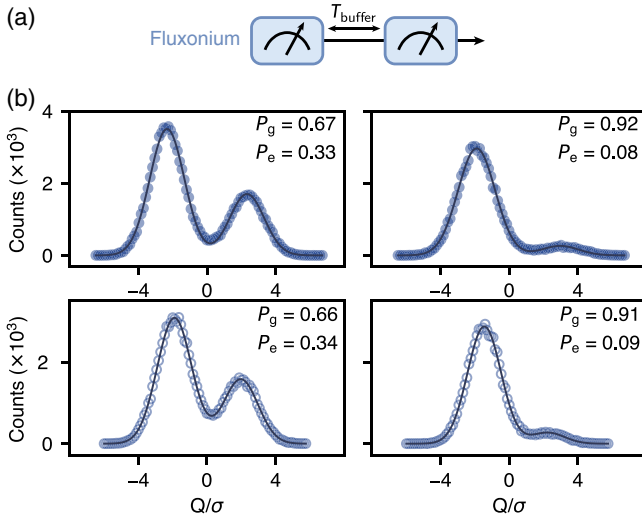 (a)
Fluxonium
T_buffer
(b)
Counts (×10³)
4
2
0
−4 0 4
P_g = 0.67
P_e = 0.33
−4 0 4
P_g = 0.92
P_e = 0.08
Counts (×10³)
2
0
−4 0 4
Q/σ
P_g = 0.66
P_e = 0.34
−4 0 4
Q/σ
P_g = 0.91
P_e = 0.09